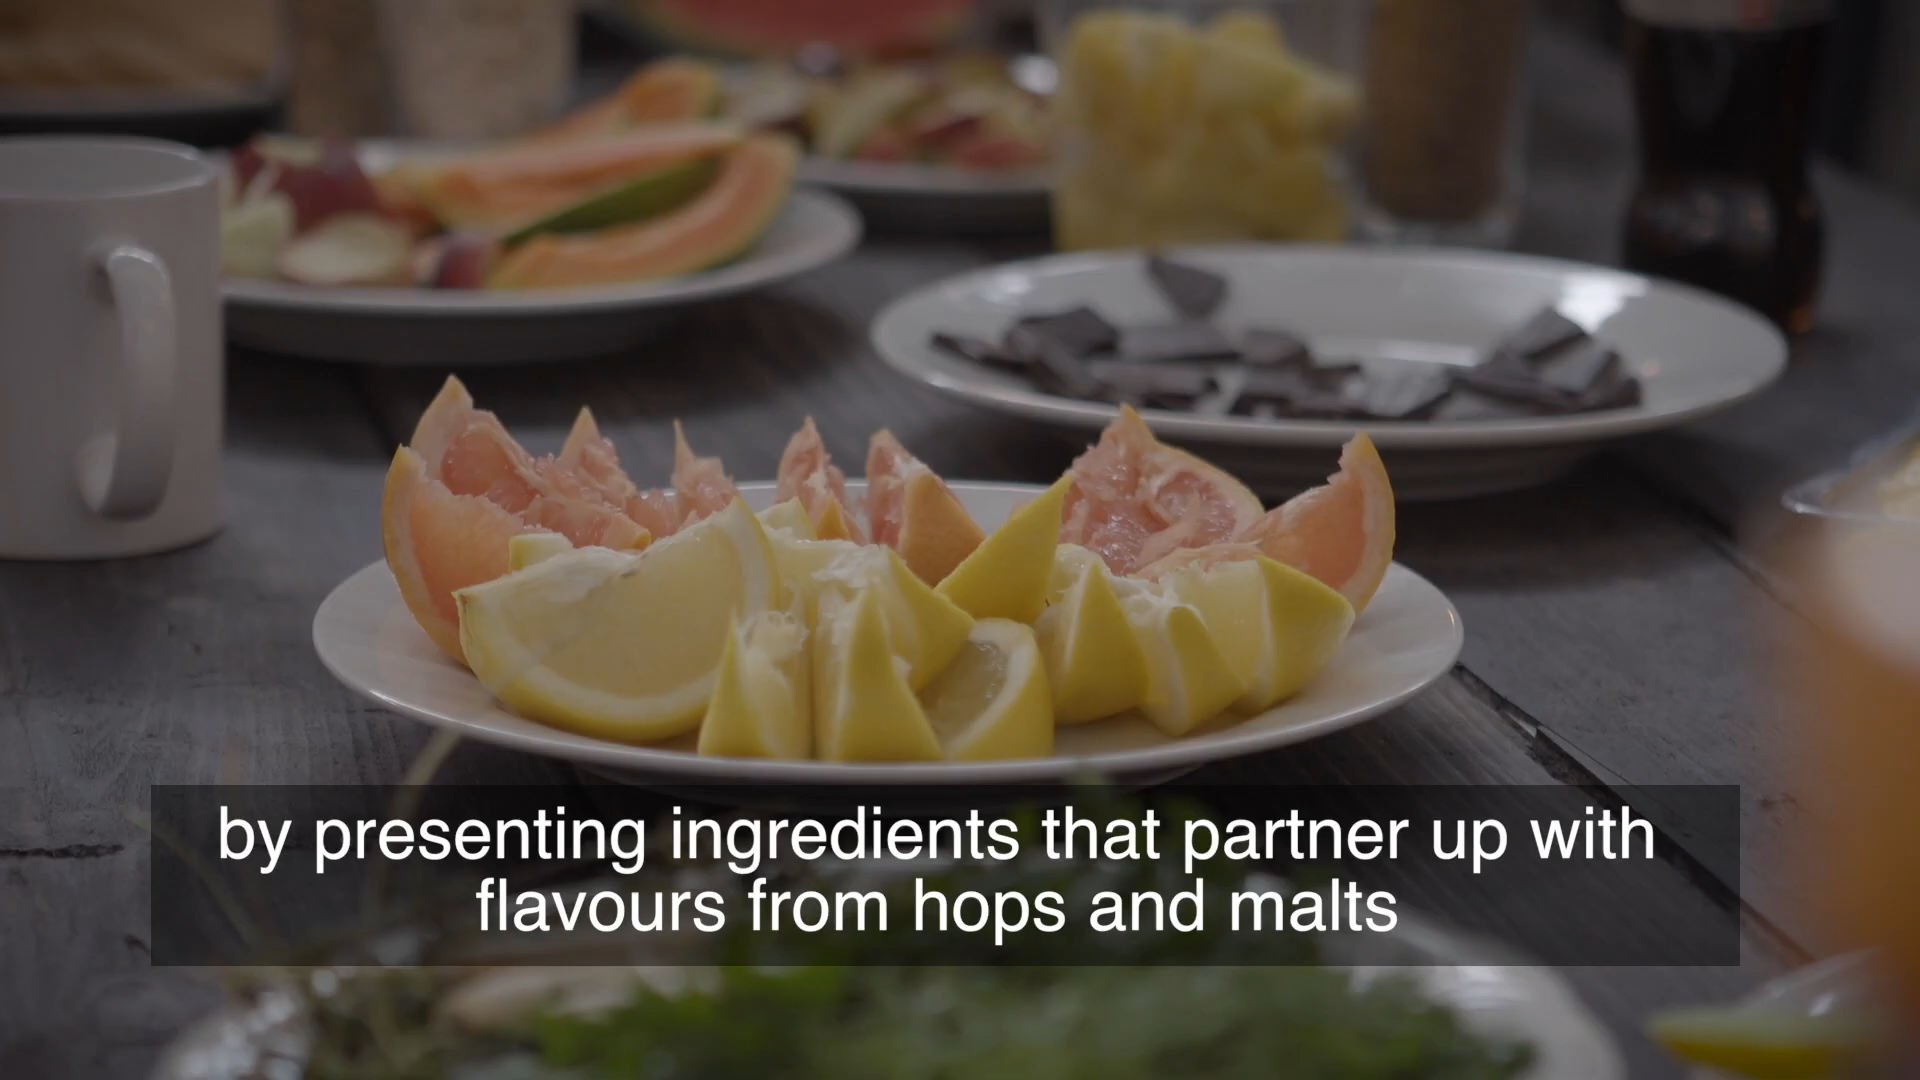 by presenting ingredients that partner up with
flavours from hops and malts